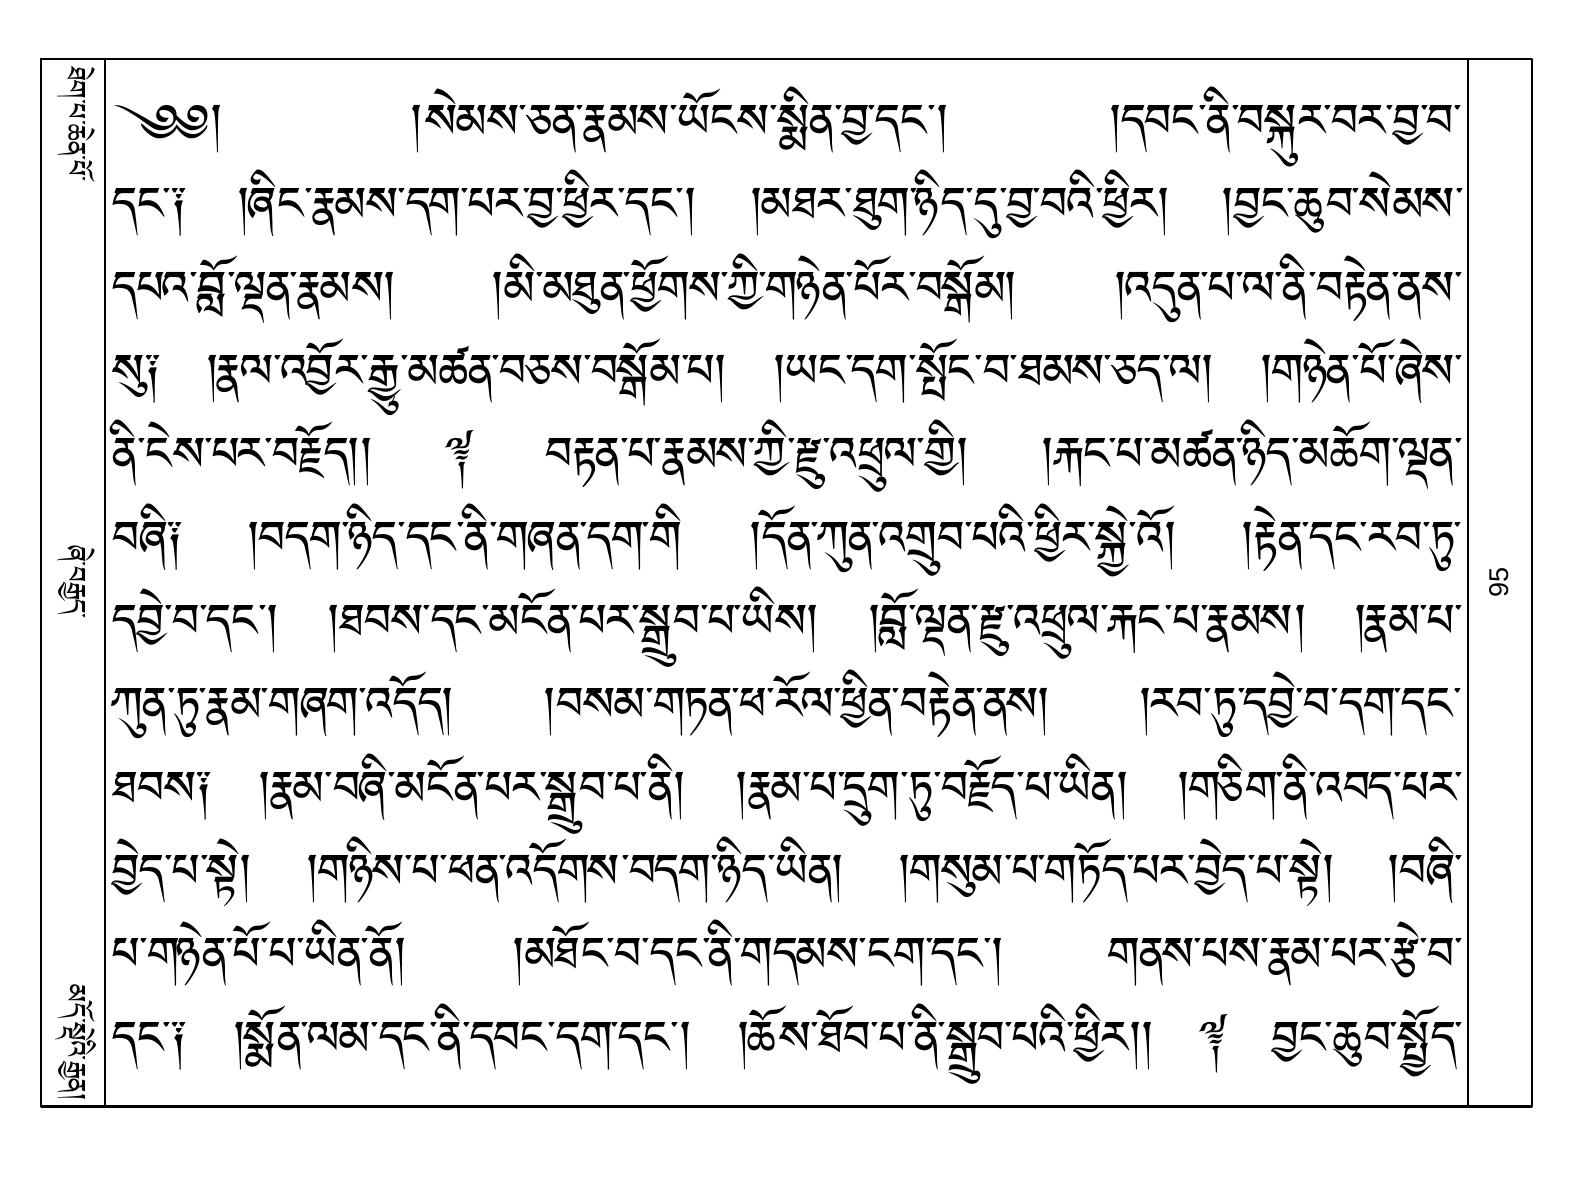 ཐེག་པ་ཆེན་པོ་
ཞེ་བརྒྱད་
མདོ་སྡེའི་རྒྱན།
༄༅། །སེམས་ཅན་རྣམས་ཡོངས་སྨིན་བྱ་དང་། །དབང་ནི་བསྐུར་བར་བྱ་བ་
དང་༑ །ཞིང་རྣམས་དག་པར་བྱ་ཕྱིར་དང་། །མཐར་ཐུག་ཉིད་དུ་བྱ་བའི་ཕྱིར། །བྱང་ཆུབ་སེམས་
དཔའ་བློ་ལྡན་རྣམས། །མི་མཐུན་ཕྱོགས་ཀྱི་གཉེན་པོར་བསྒོམ། །འདུན་པ་ལ་ནི་བརྟེན་ནས་
སུ༑ །རྣལ་འབྱོར་རྒྱུ་མཚན་བཅས་བསྒོམ་པ། །ཡང་དག་སྤོང་བ་ཐམས་ཅད་ལ། །གཉེན་པོ་ཞེས་
ནི་ངེས་པར་བརྗོད།། ༈ བརྟན་པ་རྣམས་ཀྱི་རྫུ་འཕྲུལ་གྱི། །རྐང་པ་མཚན་ཉིད་མཆོག་ལྡན་
བཞི༑ །བདག་ཉིད་དང་ནི་གཞན་དག་གི །དོན་ཀུན་འགྲུབ་པའི་ཕྱིར་སྐྱེ་འོ། །རྟེན་དང་རབ་ཏུ་
དབྱེ་བ་དང་། །ཐབས་དང་མངོན་པར་སྒྲུབ་པ་ཡིས། །བློ་ལྡན་རྫུ་འཕྲུལ་རྐང་པ་རྣམས། །རྣམ་པ་
ཀུན་ཏུ་རྣམ་གཞག་འདོད། །བསམ་གཏན་ཕ་རོལ་ཕྱིན་བརྟེན་ནས། །རབ་ཏུ་དབྱེ་བ་དག་དང་
ཐབས༑ །རྣམ་བཞི་མངོན་པར་སྒྲུབ་པ་ནི། །རྣམ་པ་དྲུག་ཏུ་བརྗོད་པ་ཡིན། །གཅིག་ནི་འབད་པར་
བྱེད་པ་སྟེ། །གཉིས་པ་ཕན་འདོགས་བདག་ཉིད་ཡིན། །གསུམ་པ་གཏོད་པར་བྱེད་པ་སྟེ། །བཞི་
པ་གཉེན་པོ་པ་ཡིན་ནོ། །མཐོང་བ་དང་ནི་གདམས་ངག་དང་། གནས་པས་རྣམ་པར་རྩེ་བ་
དང་༑ །སྨོན་ལམ་དང་ནི་དབང་དག་དང་། །ཆོས་ཐོབ་པ་ནི་སྒྲུབ་པའི་ཕྱིར།། ༈ བྱང་ཆུབ་སྤྱོད་
95